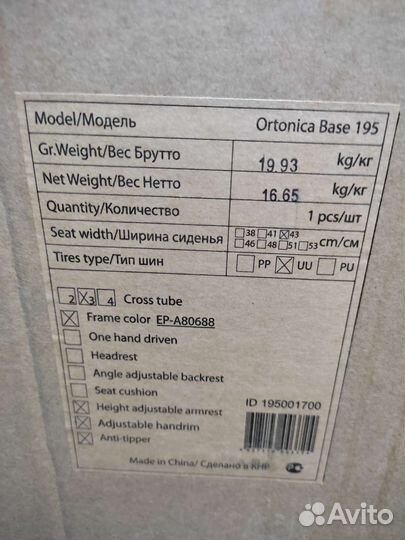 Model/Модель Ortonica Base 195
Gr.Weight/Вес Брутто 19.93 kg/кг
Net Weight/Вес Нетто 16.65 kg/кг
Quantity/Количество 1 pcs/шт
Seat width/Ширина сиденья 38 41 43 cm/см
46 48 51 53
Tires type/Тип шин PP UU PU
2 3 4 Cross tube
Frame color EP-A80688
One hand driven
Headrest
Angle adjustable backrest
Seat cushion
Height adjustable armrest
Adjustable handrim
Anti-tipper
ID 195001700
Made in China/ Сделано в КНР
Avito